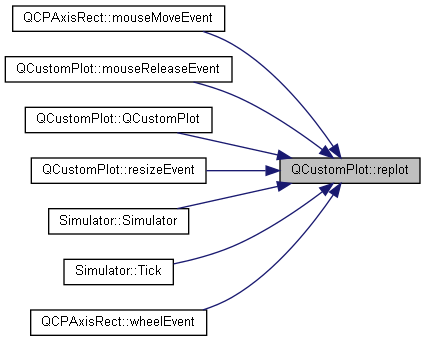 QCPAxisRect::mouseMoveEvent
QCustomPlot::mouseReleaseEvent
QCustomPlot::QCustomPlot
QCustomPlot::resizeEvent
QCustomPlot::replot
Simulator::Simulator
Simulator::Tick
QCPAxisRect::wheelEvent